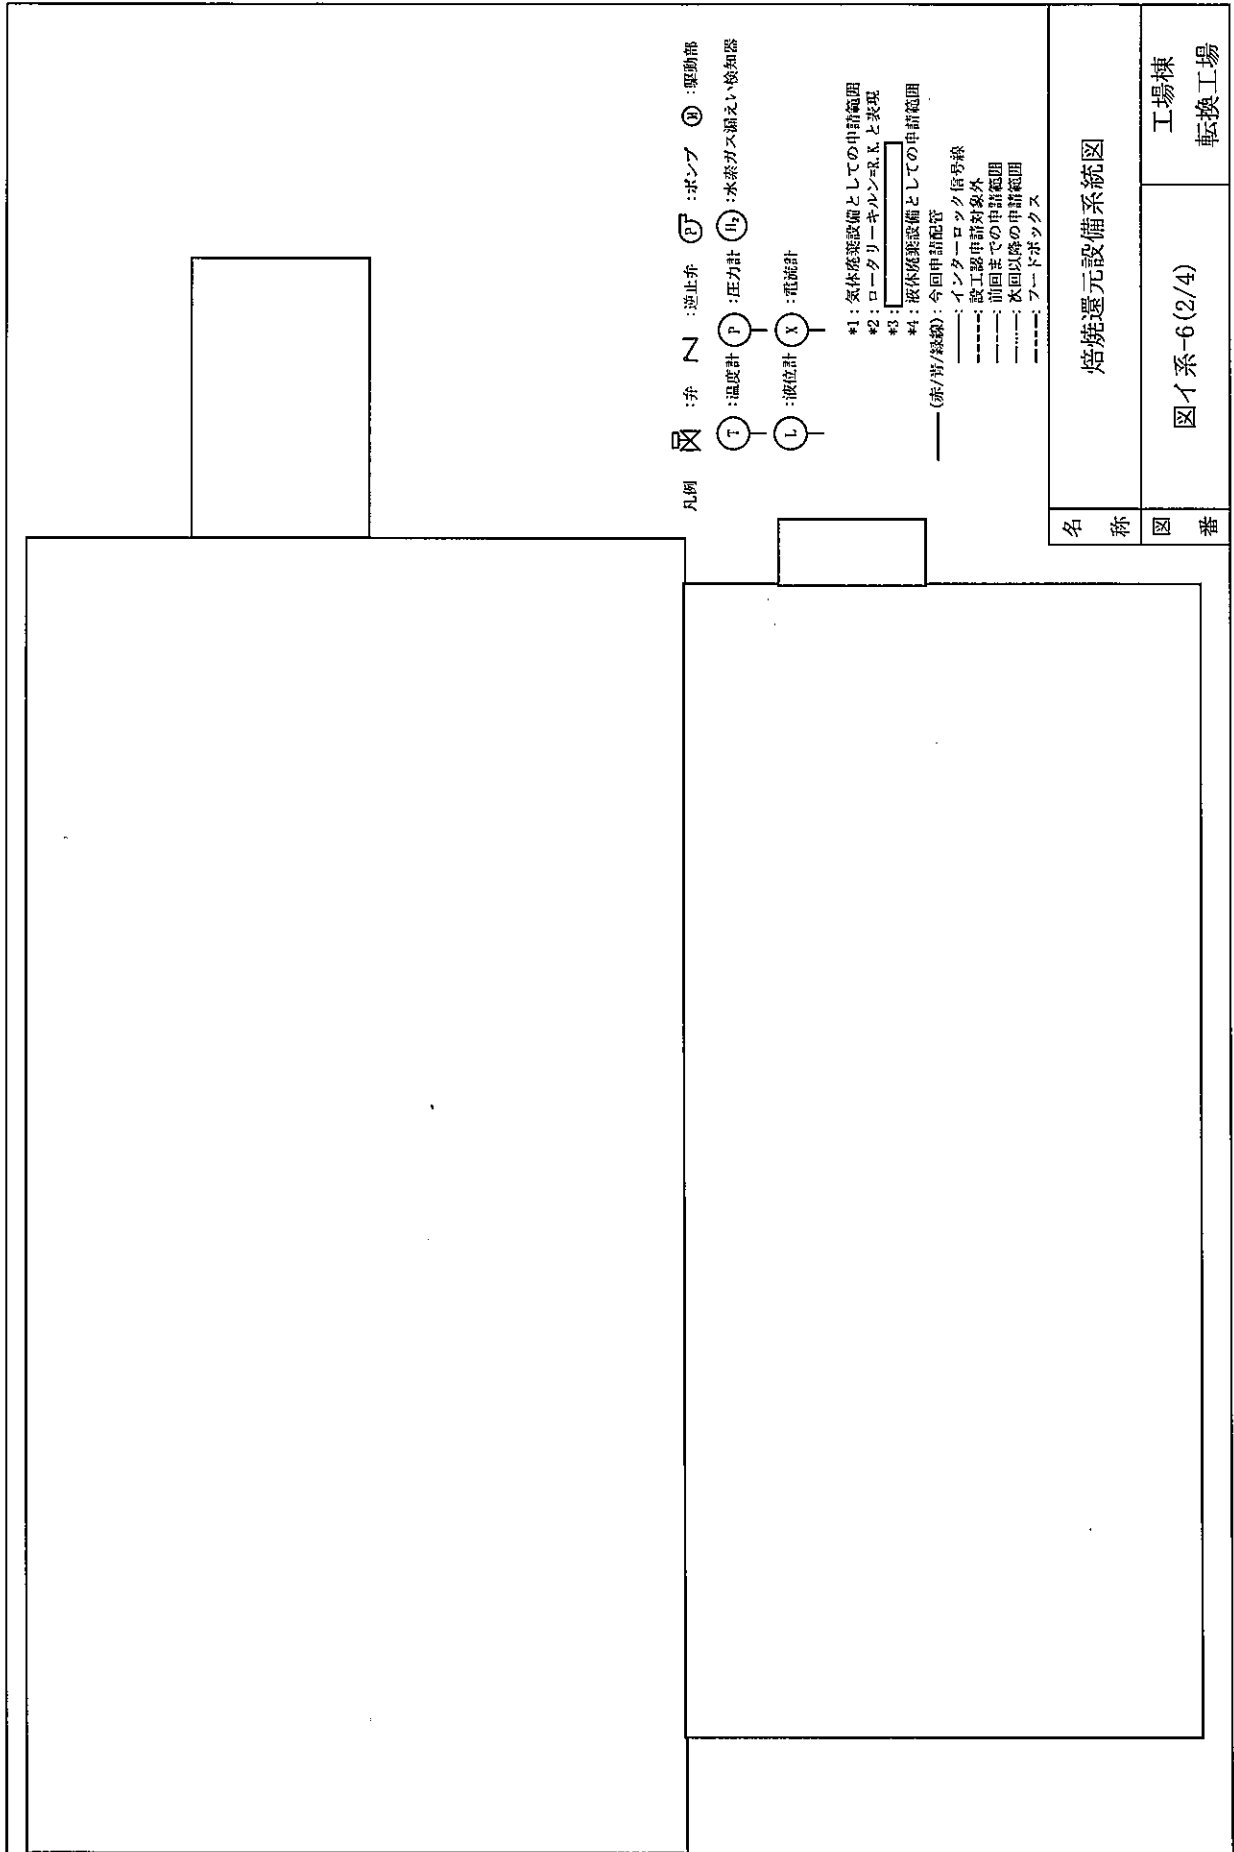 凡例 :弁 :逆止弁 P :ポンプ M :駆動部
T :温度計 P :圧力計 H₂ :水素ガス漏えい検知器
L :液位計 X :電流計
*1:気体廃棄設備としての申請範囲
*2:ロータリーキルン=R.K.と表現
*3:
*4:液体廃棄設備としての申請範囲
(赤/青/緑線):今回申請配管
:インターロック信号線
:設工認申請対象外
:前回までの申請範囲
:次回以降の申請範囲
:フードボックス
名称 焙焼還元設備系統図
図番 図イ系-6(2/4) 工場棟
転換工場